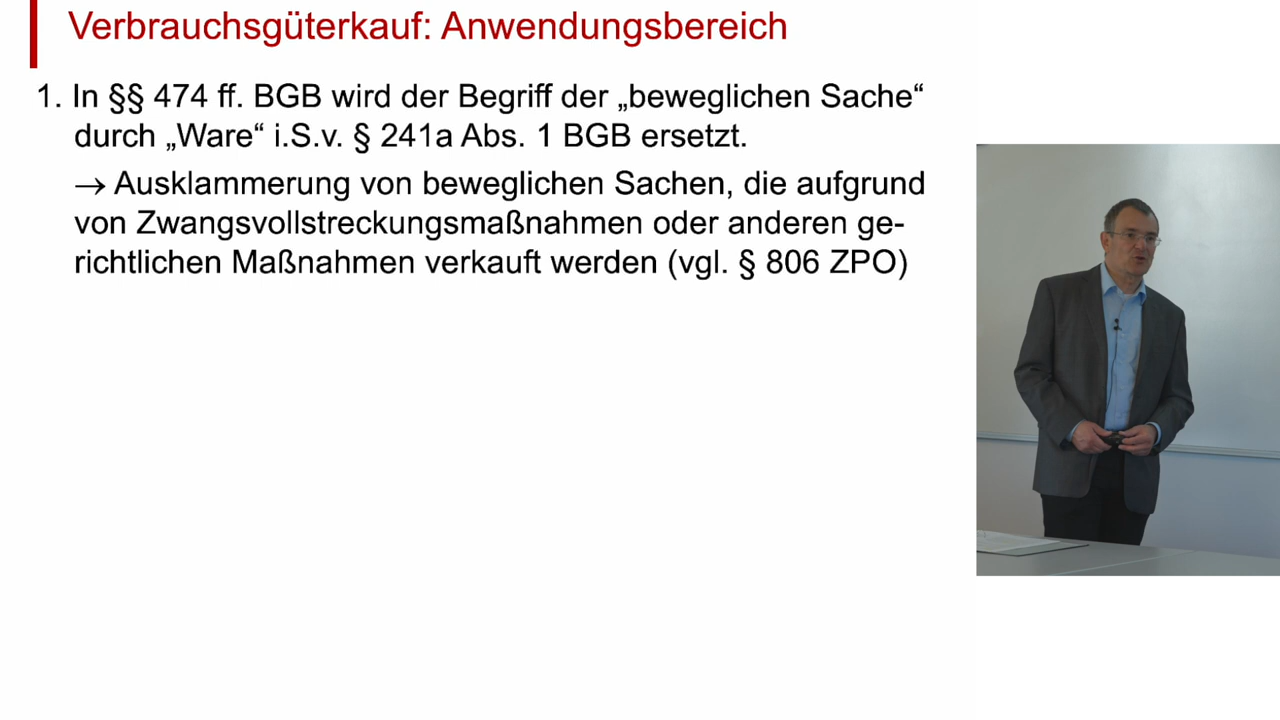 Verbrauchsgüterkauf: Anwendungsbereich
1. In §§ 474 ff. BGB wird der Begriff der „beweglichen Sache“
durch „Ware“ i.S.v. § 241a Abs. 1 BGB ersetzt.
→ Ausklammerung von beweglichen Sachen, die aufgrund
von Zwangsvollstreckungsmaßnahmen oder anderen ge-
richtlichen Maßnahmen verkauft werden (vgl. § 806 ZPO)